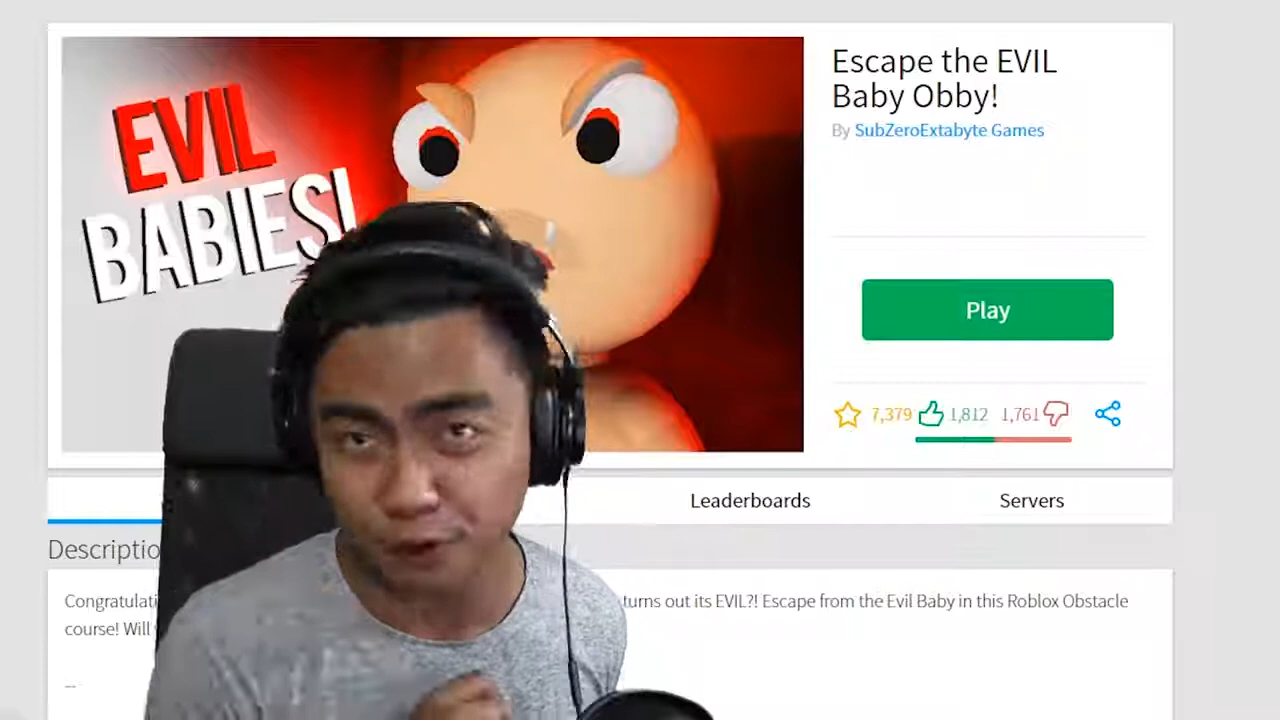 EVIL
BABIES!
Escape the EVIL
Baby Obby!
By SubZeroExtabyte Games
Play
7,379 1,812 1,761
Leaderboards Servers
Descriptio
Congratulati turns out its EVIL?! Escape from the Evil Baby in this Roblox Obstacle
course! Will
--